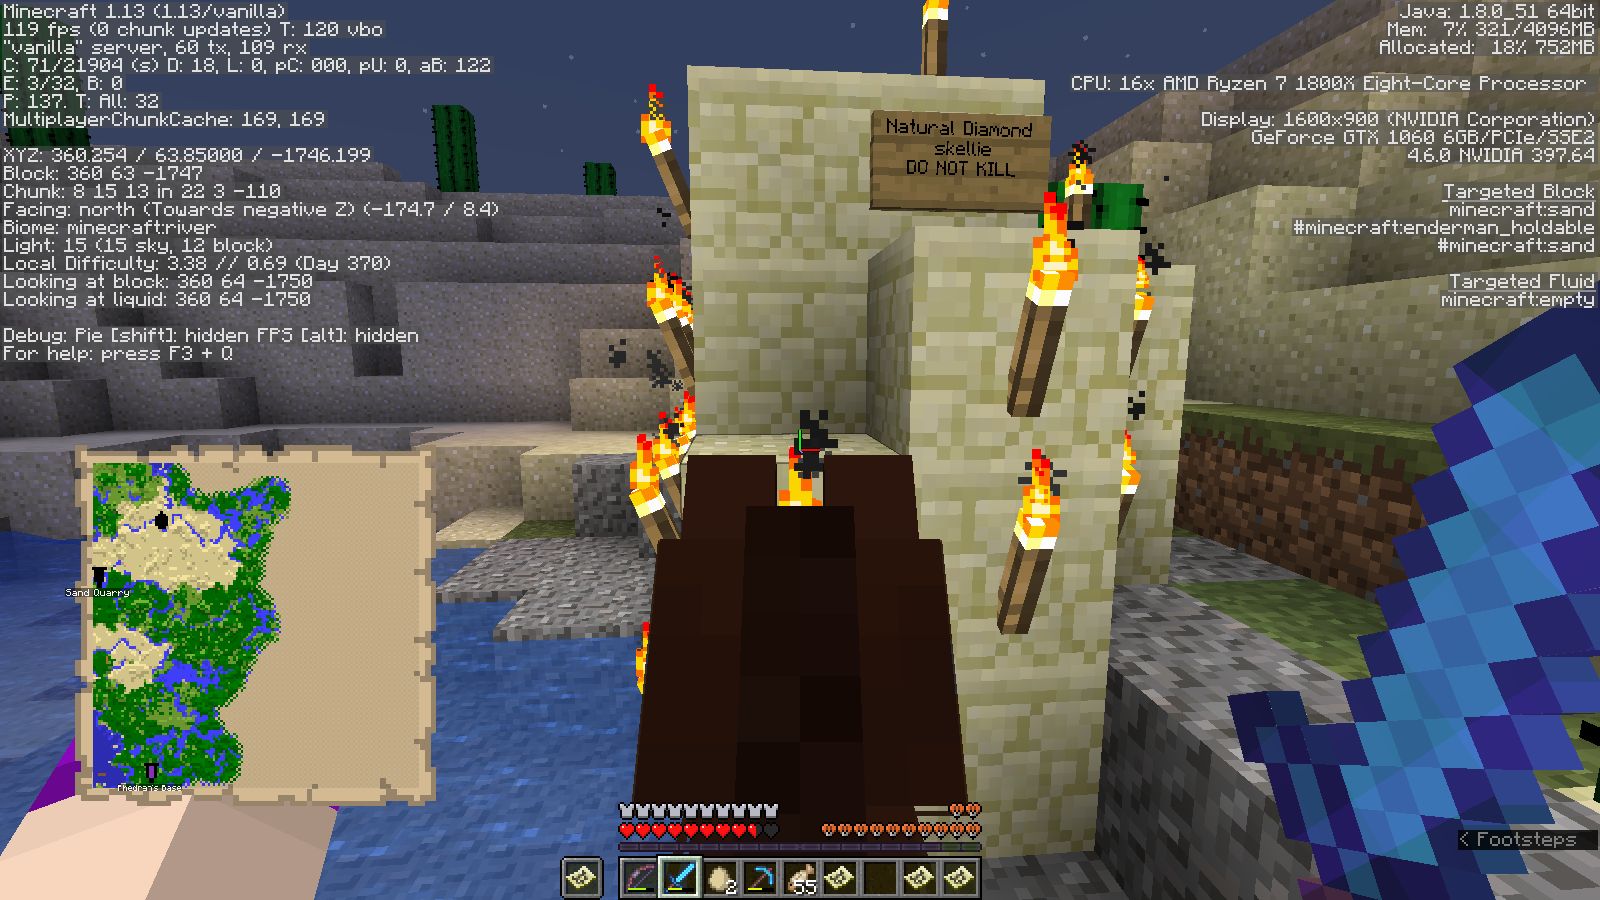 Minecraft 1.13 (1.13/vanilla)
119 fps (0 chunk updates) T: 120 vbo
"vanilla" server, 60 tx, 109 rx
C: 71/21904 (s) D: 18, L: 0, pC: 000, pU: 0, aB: 122
E: 3/32, B: 0
P: 137. T: All: 32
MultiplayerChunkCache: 169, 169
XYZ: 360.254 / 63.85000 / -1746.199
Block: 360 63 -1747
Chunk: 8 15 13 in 22 3 -110
Facing: north (Towards negative Z) (-174.7 / 8.4)
Biome: minecraft:river
Light: 15 (15 sky, 12 block)
Local Difficulty: 3.38 // 0.69 (Day 370)
Looking at block: 360 64 -1750
Looking at liquid: 360 64 -1750
Debug: Pie [shift]: hidden FPS [alt]: hidden
For help: press F3 + Q
Java: 1.8.0_51 64bit
Mem: 7% 321/4096MB
Allocated: 18% 752MB
CPU: 16x AMD Ryzen 7 1800X Eight-Core Processor
Display: 1600x900 (NVIDIA Corporation)
GeForce GTX 1060 6GB/PCIe/SSE2
4.6.0 NVIDIA 397.64
Targeted Block
minecraft:sand
#minecraft:enderman_holdable
#minecraft:sand
Targeted Fluid
minecraft:empty
Natural Diamond
skellie
DO NOT KILL
Sand Quarry
Phedran's Base
< Footsteps
2
55